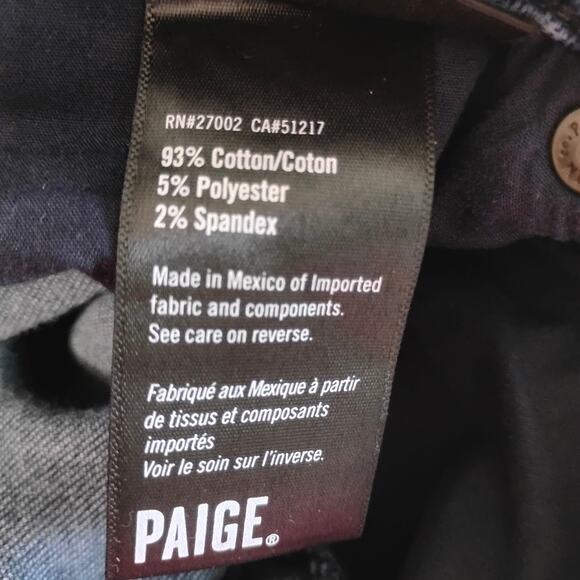 RN#27002 CA#51217
93% Cotton/Coton
5% Polyester
2% Spandex
Made in Mexico of Imported
fabric and components.
See care on reverse.
Fabriqué aux Mexique à partir
de tissus et composants
importés
Voir le soin sur l'inverse.
PAIGE®